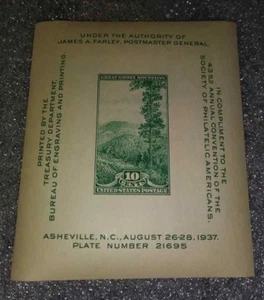 UNDER THE AUTHORITY OF
JAMES A. FARLEY, POSTMASTER GENERAL.
PRINTED BY THE
TREASURY DEPARTMENT,
BUREAU OF ENGRAVING AND PRINTING.
GREAT SMOKY MOUNTAINS
10
CENTS
UNITED STATES POSTAGE
IN COMPLIMENT TO THE
43RD ANNUAL CONVENTION OF THE
SOCIETY OF PHILATELIC AMERICANS.
ASHEVILLE, N.C., AUGUST 26-28, 1937.
PLATE NUMBER 21695